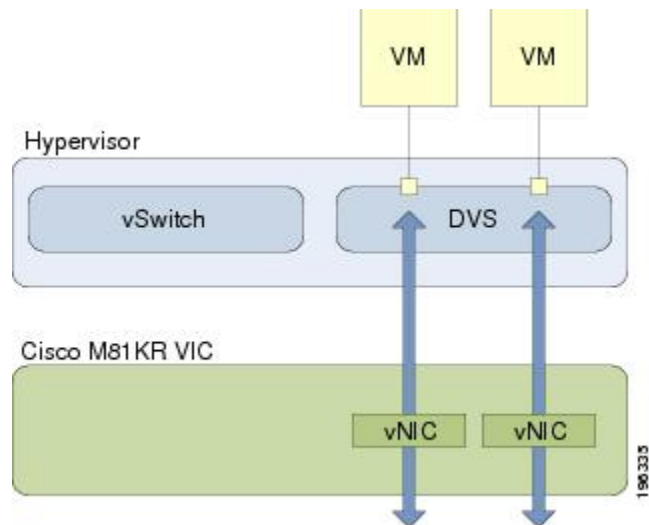 VM
VM
Hypervisor
vSwitch
DVS
Cisco M81KR VIC
vNIC
vNIC
196335